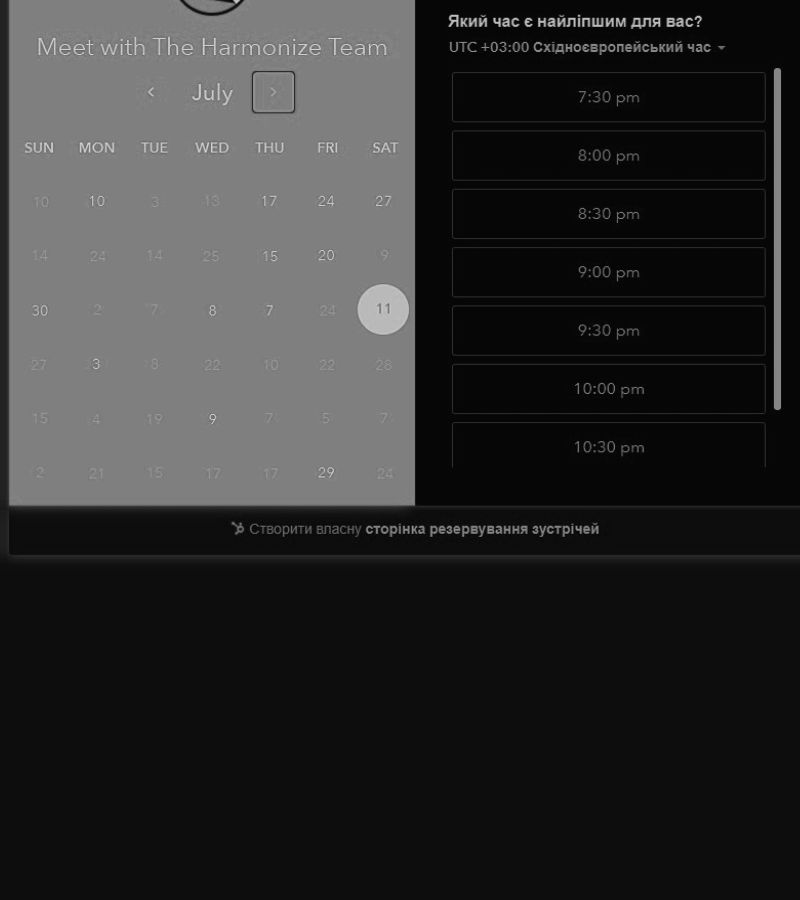 Meet with The Harmonize Team
July
SUN MON TUE WED THU FRI SAT
10 10 3 13 17 24 27
14 24 14 25 15 20 9
30 2 7 8 7 24 11
27 3 8 22 10 22 28
15 4 19 9 7 5 7
2 21 15 17 17 29 24
Який час є найліпшим для вас?
UTC +03:00 Східноєвропейський час
7:30 pm
8:00 pm
8:30 pm
9:00 pm
9:30 pm
10:00 pm
10:30 pm
Створити власну сторінка резервування зустрічей